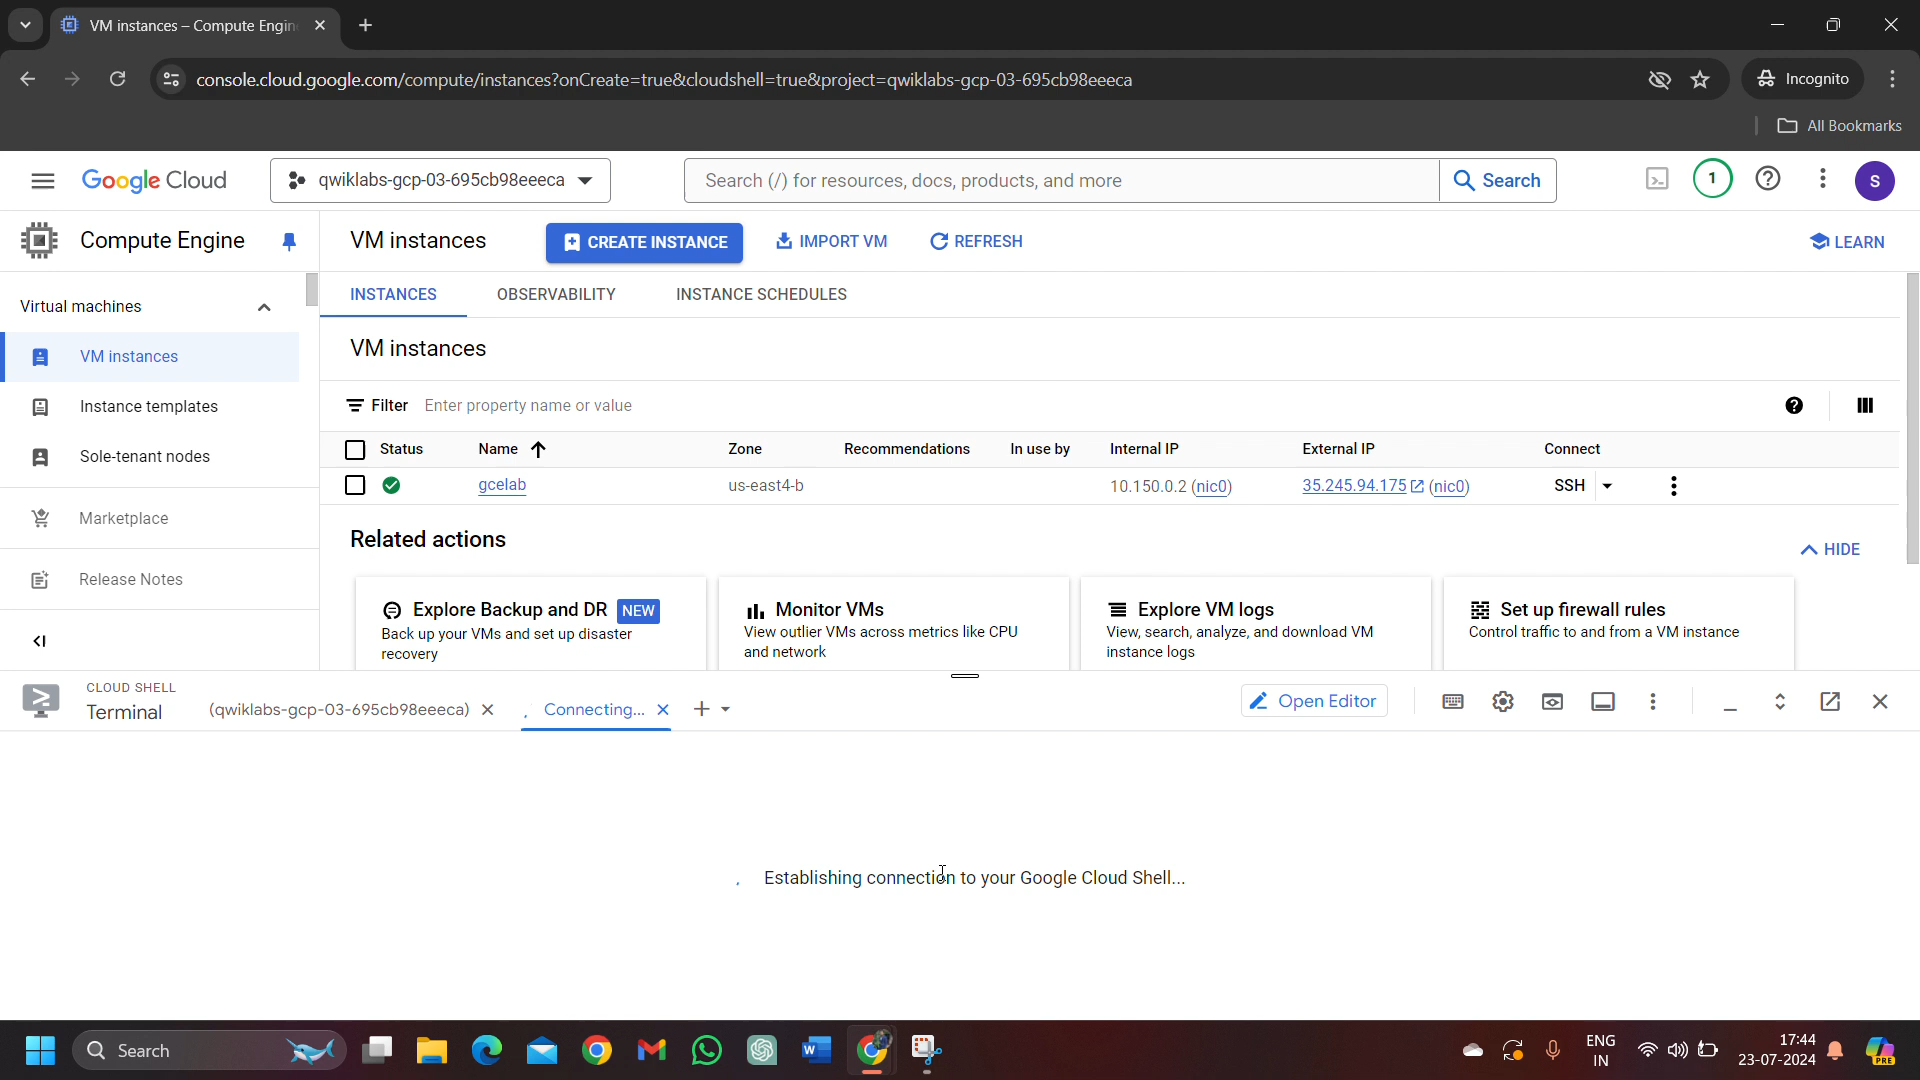 VM instances – Compute Engin
console.cloud.google.com/compute/instances?onCreate=true&cloudshell=true&project=qwiklabs-gcp-03-695cb98eeeca
Incognito
All Bookmarks
Google Cloud
qwiklabs-gcp-03-695cb98eeeca
Search (/) for resources, docs, products, and more
Search
1
S
Compute Engine
VM instances
CREATE INSTANCE
IMPORT VM
REFRESH
LEARN
Virtual machines
VM instances
Instance templates
Sole-tenant nodes
Marketplace
Release Notes
INSTANCES
OBSERVABILITY
INSTANCE SCHEDULES
VM instances
Filter
Enter property name or value
Status
Name
Zone
Recommendations
In use by
Internal IP
External IP
Connect
gcelab
us-east4-b
10.150.0.2 (nic0)
35.245.94.175 (nic0)
SSH
Related actions
HIDE
Explore Backup and DR NEW
Back up your VMs and set up disaster
recovery
Monitor VMs
View outlier VMs across metrics like CPU
and network
Explore VM logs
View, search, analyze, and download VM
instance logs
Set up firewall rules
Control traffic to and from a VM instance
CLOUD SHELL
Terminal
(qwiklabs-gcp-03-695cb98eeeca)
Connecting...
Open Editor
Establishing connection to your Google Cloud Shell...
Search
ENG
IN
17:44
23-07-2024
PRE